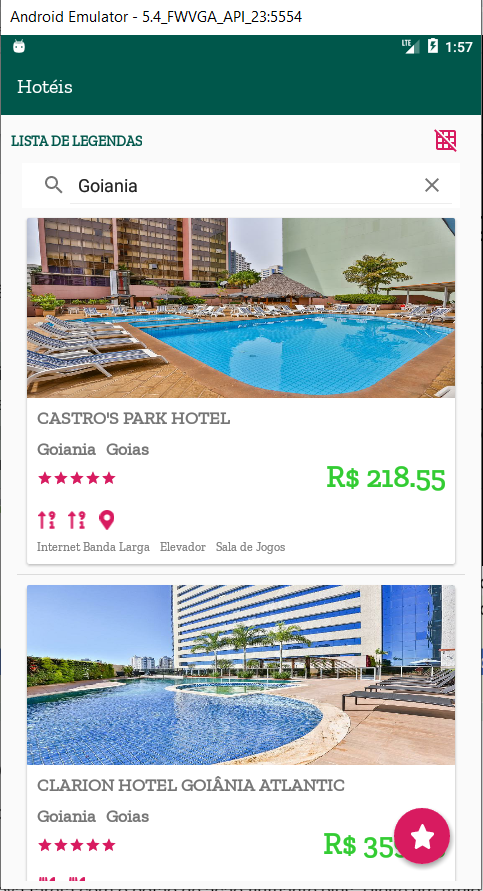 Android Emulator - 5.4_FWVGA_API_23:5554
LTE 1:57
Hotéis
LISTA DE LEGENDAS
Goiania
CASTRO'S PARK HOTEL
Goiania Goias
R$ 218.55
Internet Banda Larga Elevador Sala de Jogos
CLARION HOTEL GOIÂNIA ATLANTIC
Goiania Goias
R$ 35